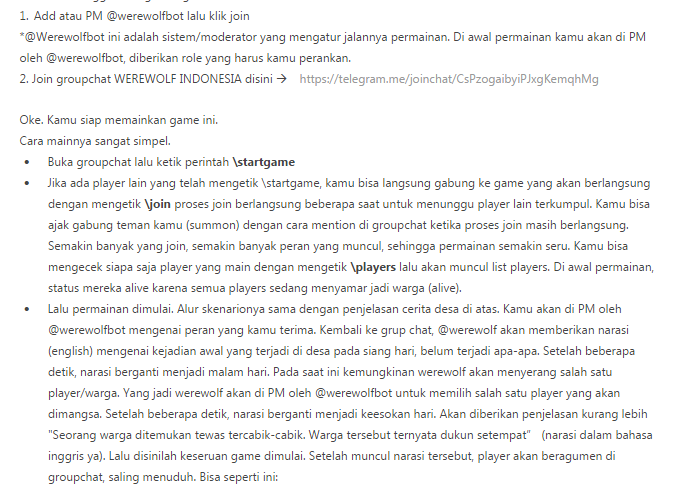 1. Add atau PM @werewolfbot lalu klik join
*@Werewolfbot ini adalah sistem/moderator yang mengatur jalannya permainan. Di awal permainan kamu akan di PM
oleh @werewolfbot, diberikan role yang harus kamu perankan.
2. Join groupchat WEREWOLF INDONESIA disini → https://telegram.me/joinchat/CsPzogaibyiPJxgKemqhMg
Oke. Kamu siap memainkan game ini.
Cara mainnya sangat simpel.
• Buka groupchat lalu ketik perintah \startgame
• Jika ada player lain yang telah mengetik \startgame, kamu bisa langsung gabung ke game yang akan berlangsung
dengan mengetik \join proses join berlangsung beberapa saat untuk menunggu player lain terkumpul. Kamu bisa
ajak gabung teman kamu (summon) dengan cara mention di groupchat ketika proses join masih berlangsung.
Semakin banyak yang join, semakin banyak peran yang muncul, sehingga permainan semakin seru. Kamu bisa
mengecek siapa saja player yang main dengan mengetik \players lalu akan muncul list players. Di awal permainan,
status mereka alive karena semua players sedang menyamar jadi warga (alive).
• Lalu permainan dimulai. Alur skenarionya sama dengan penjelasan cerita desa di atas. Kamu akan di PM oleh
@werewolfbot mengenai peran yang kamu terima. Kembali ke grup chat, @werewolf akan memberikan narasi
(english) mengenai kejadian awal yang terjadi di desa pada siang hari, belum terjadi apa-apa. Setelah beberapa
detik, narasi berganti menjadi malam hari. Pada saat ini kemungkinan werewolf akan menyerang salah satu
player/warga. Yang jadi werewolf akan di PM oleh @werewolfbot untuk memilih salah satu player yang akan
dimangsa. Setelah beberapa detik, narasi berganti menjadi keesokan hari. Akan diberikan penjelasan kurang lebih
"Seorang warga ditemukan tewas tercabik-cabik. Warga tersebut ternyata dukun setempat” (narasi dalam bahasa
inggris ya). Lalu disinilah keseruan game dimulai. Setelah muncul narasi tersebut, player akan beragumen di
groupchat, saling menuduh. Bisa seperti ini: